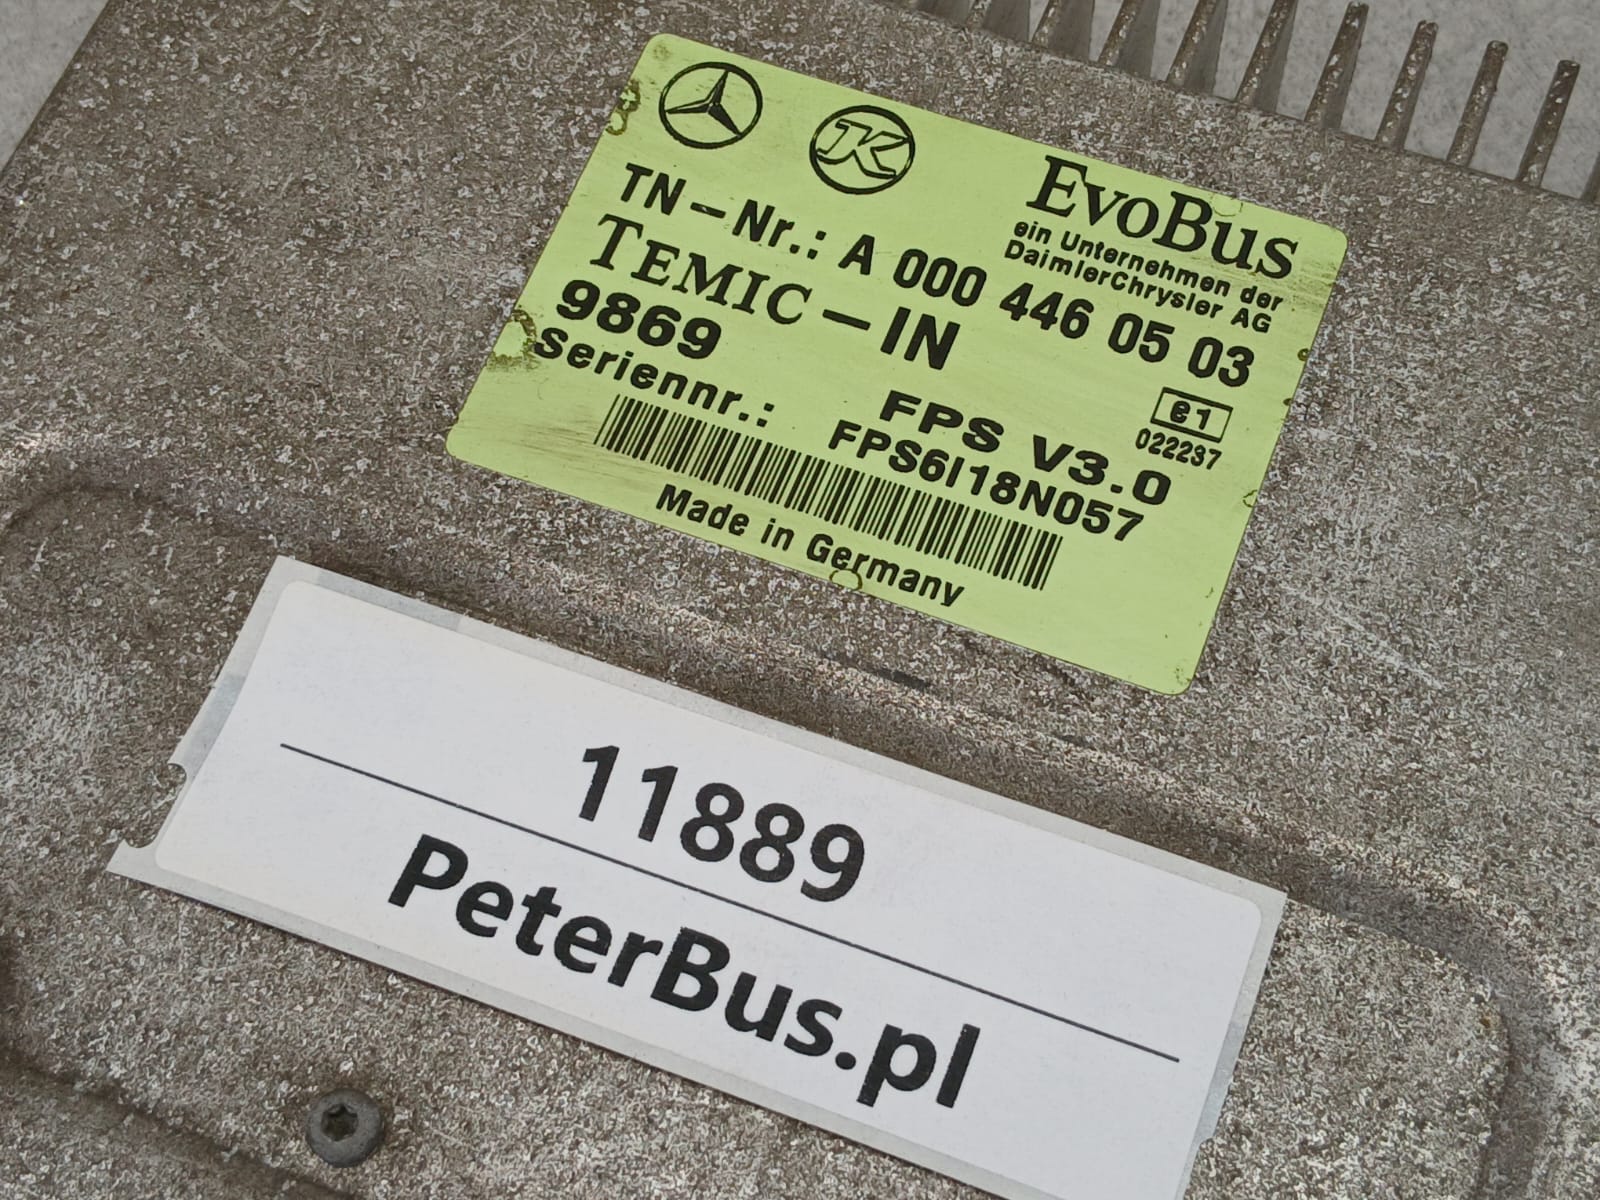 K
EvoBus
ein Unternehmen der
DaimlerChrysler AG
TN-Nr.: A 000 446 05 03
TEMIC-IN
9869
e1
022237
FPS V3.0
Seriennr.: FPS6I18N057
Made in Germany
11889
PeterBus.pl